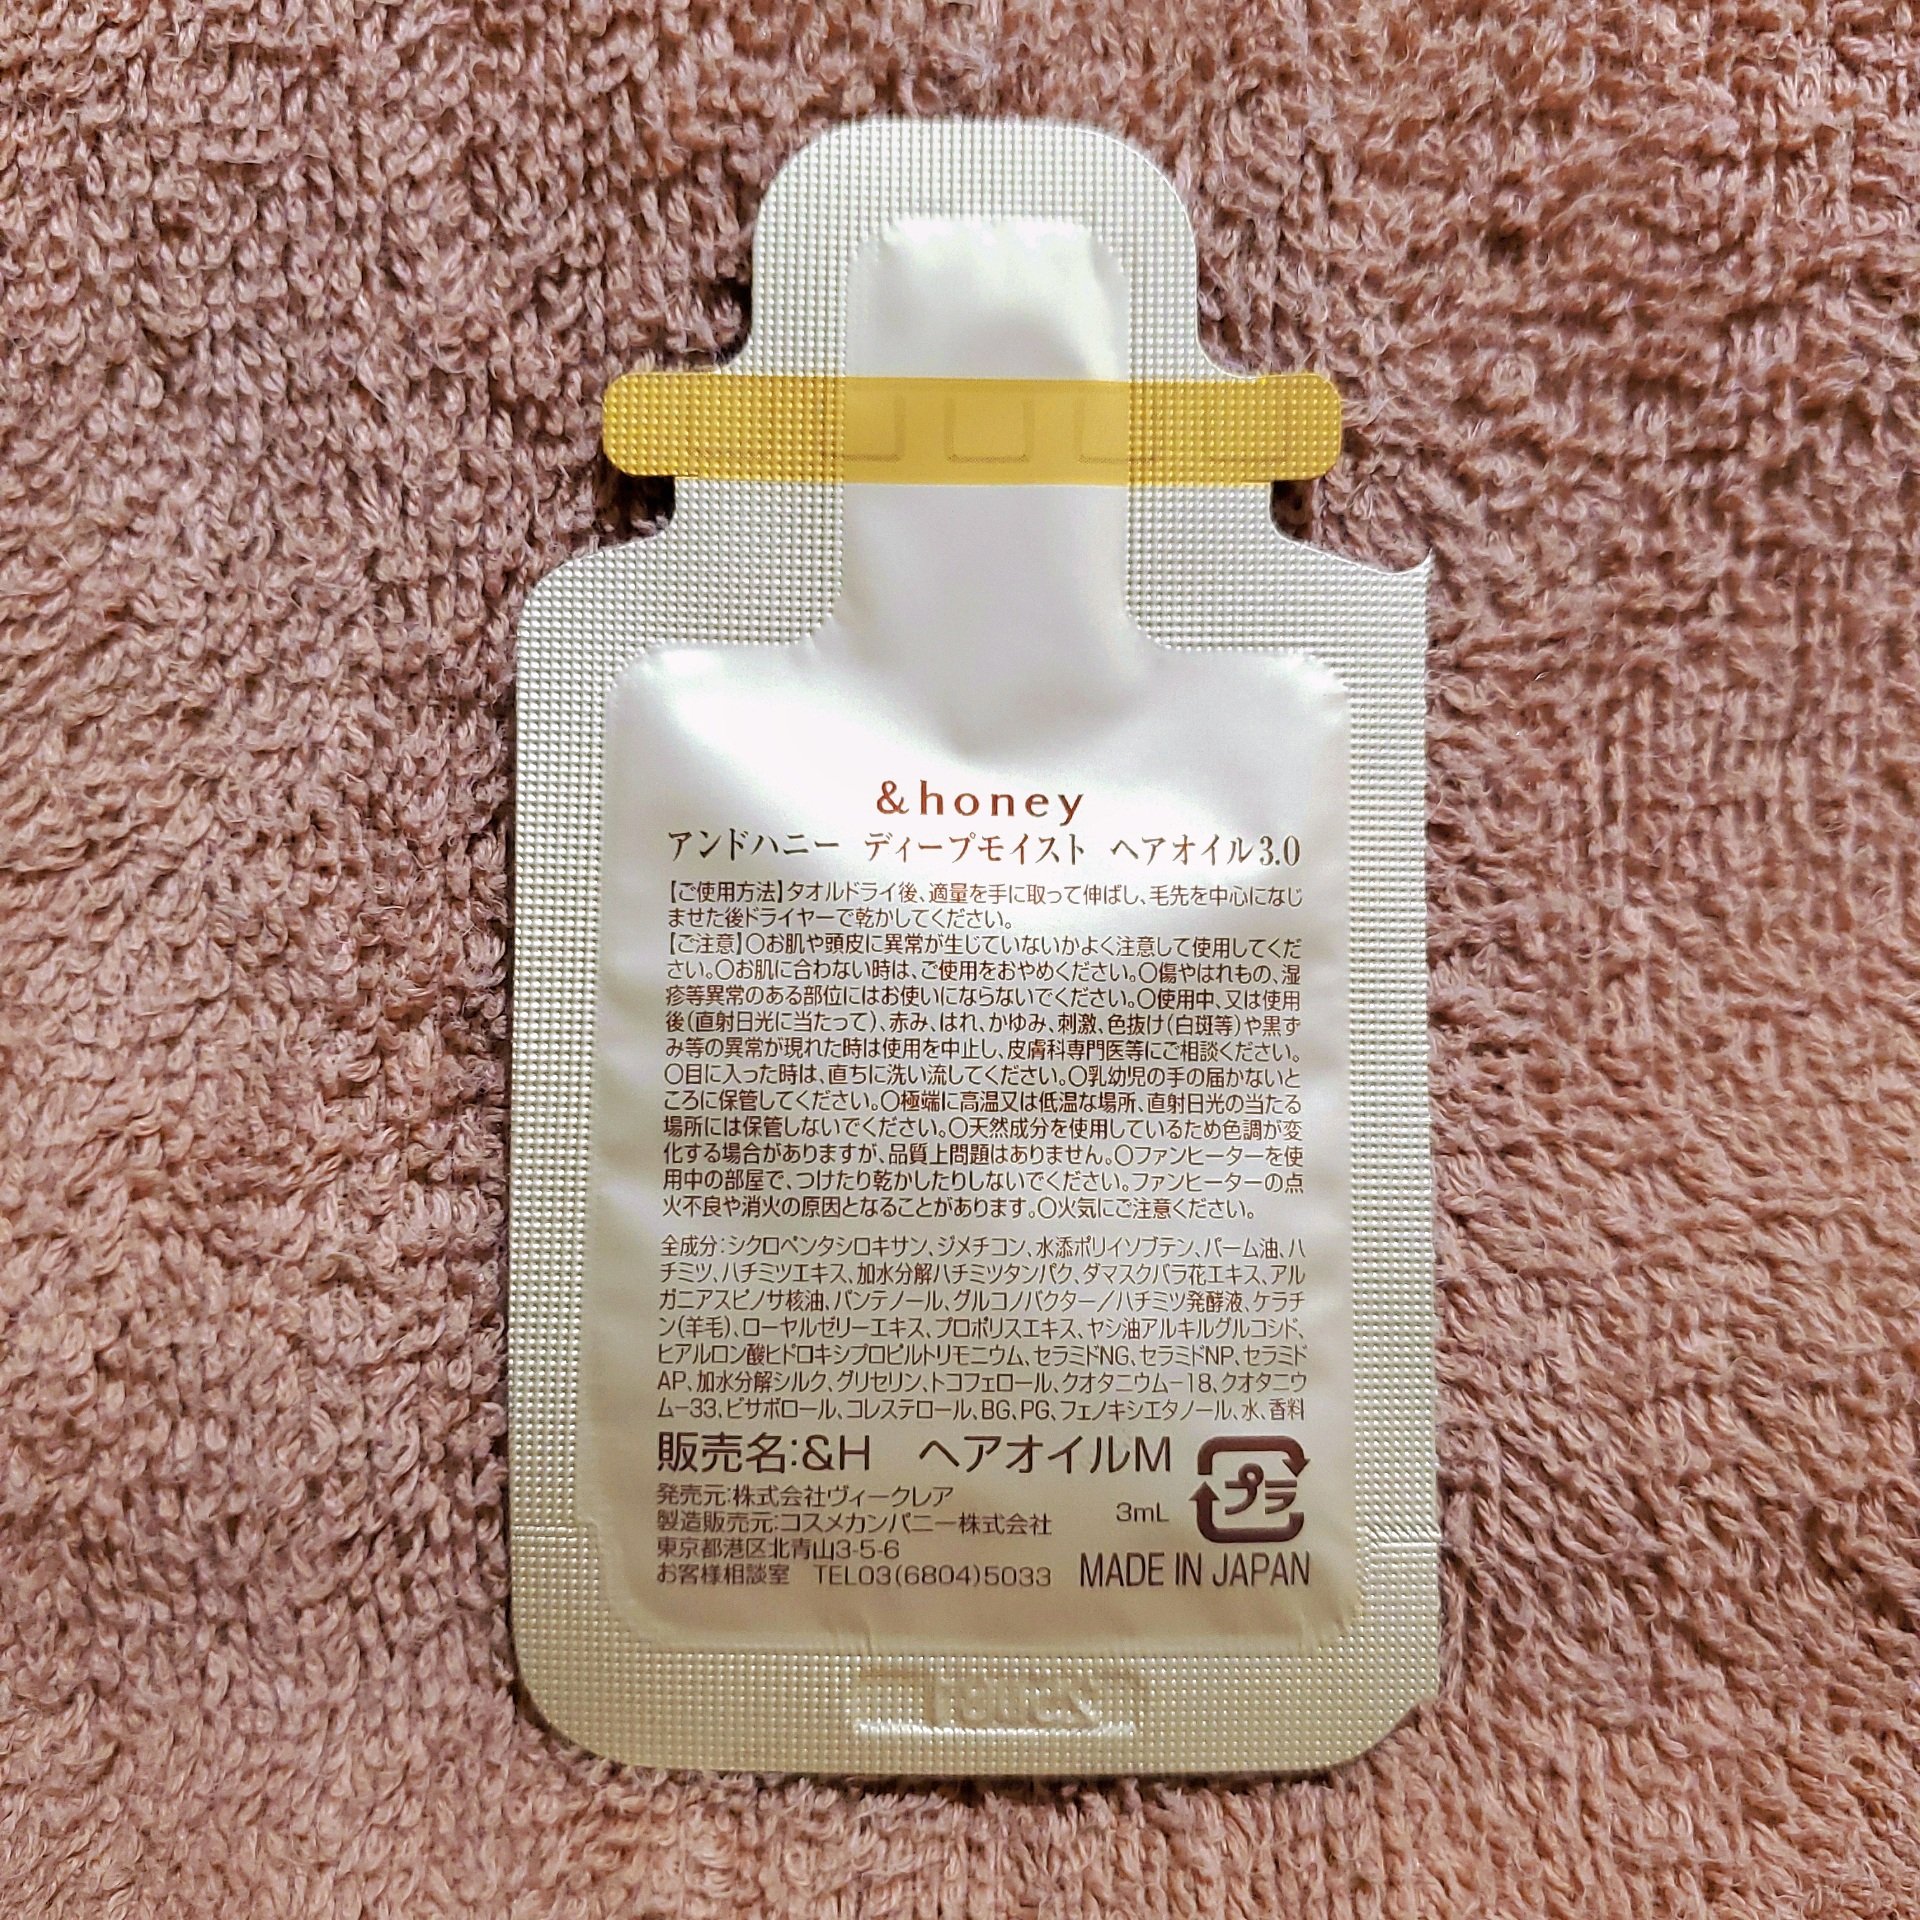 &honey
アンドハニー ディープモイスト ヘアオイル3.0
【ご使用方法】タオルドライ後、適量を手に取って伸ばし、毛先を中心になじ
ませた後ドライヤーで乾かしてください。
【ご注意】〇お肌や頭皮に異常が生じていないかよく注意して使用してくだ
さい。〇お肌に合わない時は、ご使用をおやめください。〇傷やはれもの、湿
疹等異常のある部位にはお使いにならないでください。〇使用中、又は使用
後(直射日光に当たって)、赤み、はれ、かゆみ、刺激、色抜け(白斑等)や黒ず
み等の異常が現れた時は使用を中止し、皮膚科専門医等にご相談ください。
〇目に入った時は、直ちに洗い流してください。〇乳幼児の手の届かないと
ころに保管してください。〇極端に高温又は低温な場所、直射日光の当たる
場所には保管しないでください。〇天然成分を使用しているため色調が変
化する場合がありますが、品質上問題はありません。〇ファンヒーターを使
用中の部屋で、つけたり乾かしたりしないでください。ファンヒーターの点
火不良や消火の原因となることがあります。〇火気にご注意ください。
全成分:シクロペンタシロキサン、ジメチコン、水添ポリイソブテン、パーム油、ハ
チミツ、ハチミツエキス、加水分解ハチミツタンパク、ダマスクバラ花エキス、アル
ガニアスピノサ核油、パンテノール、グルコノバクター/ハチミツ発酵液、ケラチ
ン(羊毛)、ローヤルゼリーエキス、プロポリスエキス、ヤシ油アルキルグルコシド、
ヒアルロン酸ヒドロキシプロピルトリモニウム、セラミドNG、セラミドNP、セラミド
AP、加水分解シルク、グリセリン、トコフェロール、クオタニウム-18、クオタニウ
ム-33、ビサボロール、コレステロール、BG、PG、フェノキシエタノール、水、香料
販売名:&H ヘアオイルM
プラ
発売元:株式会社ヴィークレア
製造販売元:コスメカンパニー株式会社 3mL
東京都港区北青山3-5-6
お客様相談室 TEL03(6804)5033 MADE IN JAPAN